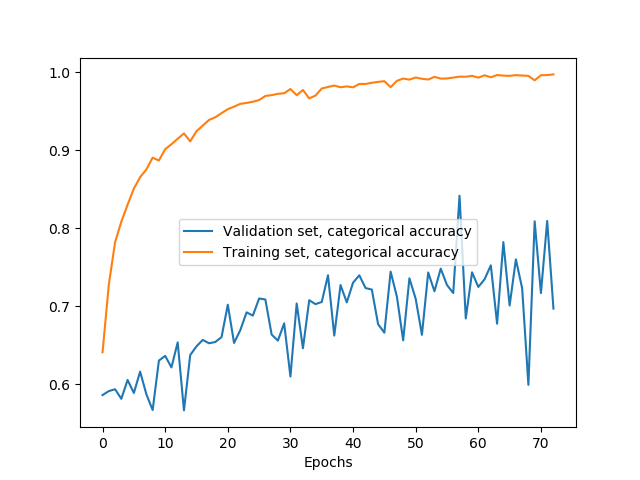 1.0
0.9
0.8
0.7
0.6
Validation set, categorical accuracy
Training set, categorical accuracy
0 10 20 30 40 50 60 70
Epochs